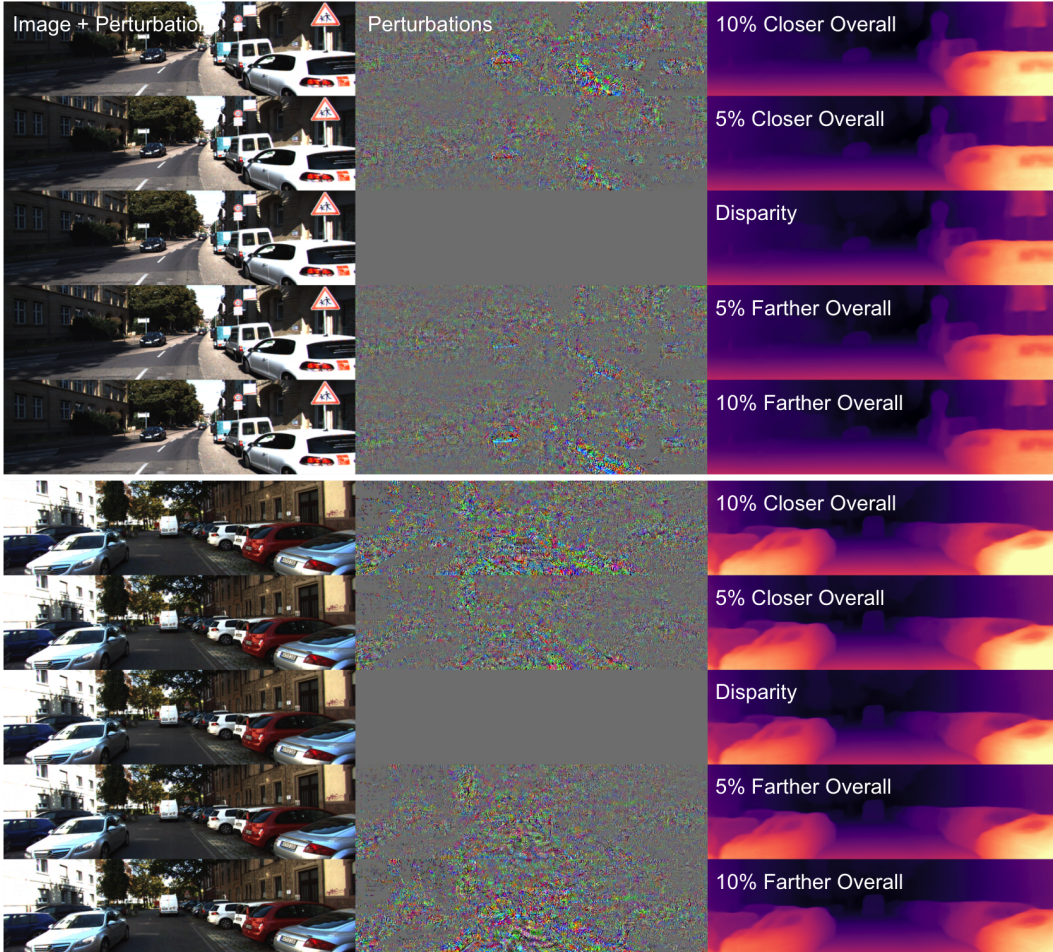 Image + Perturbations
Perturbations
10% Closer Overall
5% Closer Overall
Disparity
5% Farther Overall
10% Farther Overall
10% Closer Overall
5% Closer Overall
Disparity
5% Farther Overall
10% Farther Overall